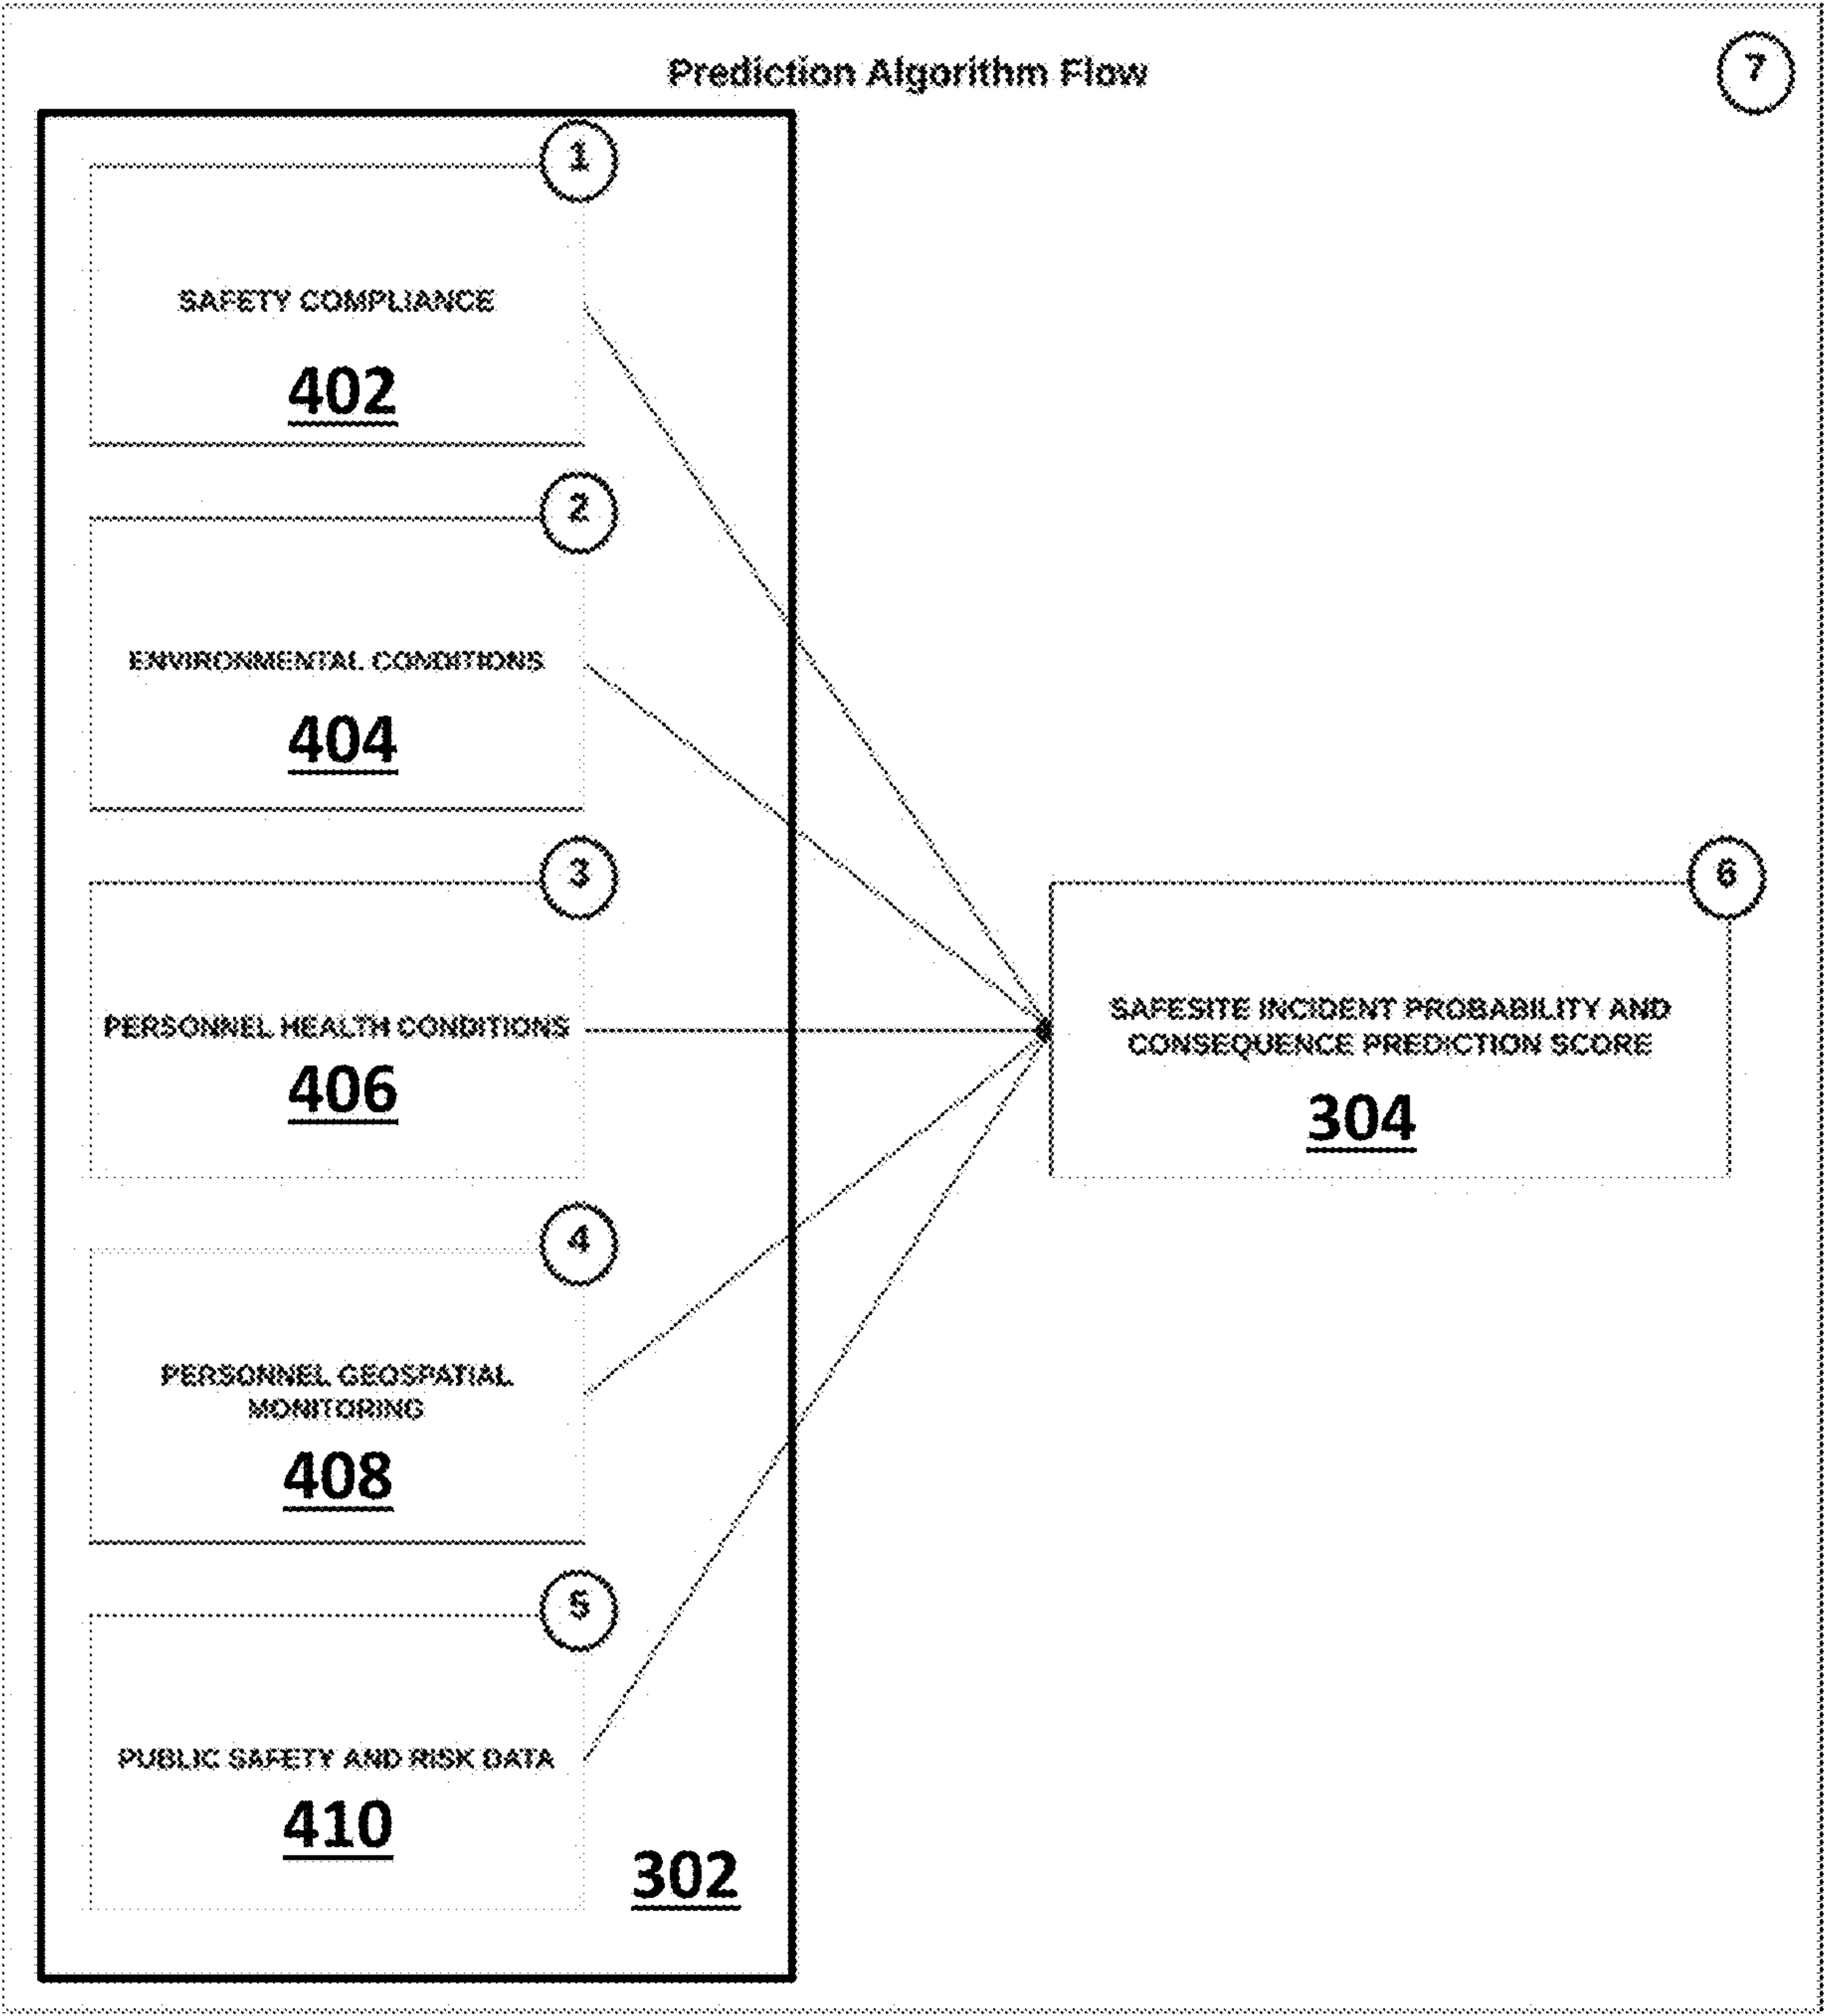 Prediction Algorithm Flow
7
1
SAFETY COMPLIANCE
402
2
ENVIRONMENTAL CONDITIONS
404
3
PERSONNEL HEALTH CONDITIONS
406
4
PERSONNEL GEOSPATIAL
MONITORING
408
5
PUBLIC SAFETY AND RISK DATA
410
302
6
SAFESITE INCIDENT PROBABILITY AND
CONSEQUENCE PREDICTION SCORE
304